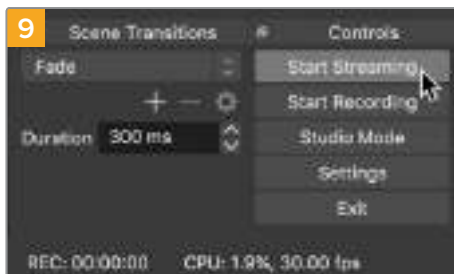 9
Scene Transitions
Controls
Fade
Start Streaming
Start Recording
Duration 300 ms
Studio Mode
Settings
Exit
REC: 00:00:00 CPU: 1.9%, 30.00 fps